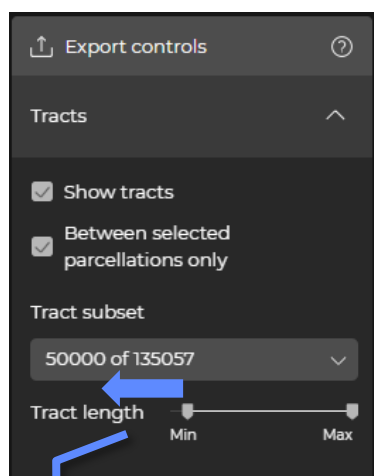 Export controls
Tracts
Show tracts
Between selected
parcellations only
Tract subset
50000 of 135057
Tract length
Min Max